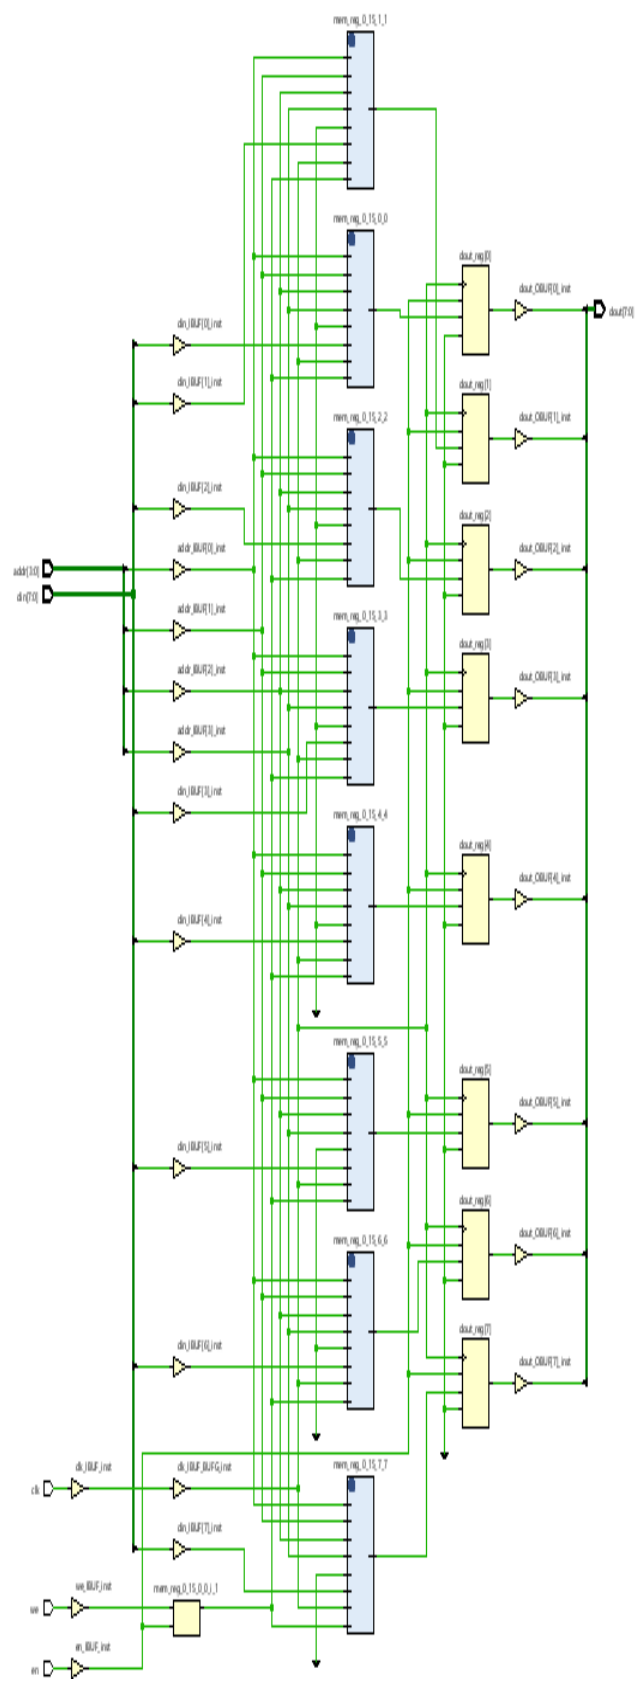 mem_reg_0_15_1_1
mem_reg_0_15_0_0
dout_reg[0]
dout_OBUF[0]_inst
dout[7:0]
din_IBUF[0]_inst
din_IBUF[1]_inst
dout_reg[1]
dout_OBUF[1]_inst
mem_reg_0_15_2_2
din_IBUF[2]_inst
dout_reg[2]
dout_OBUF[2]_inst
addr_IBUF[0]_inst
addr[3:0]
din[7:0]
addr_IBUF[1]_inst
mem_reg_0_15_3_3
dout_reg[3]
addr_IBUF[2]_inst
dout_OBUF[3]_inst
addr_IBUF[3]_inst
din_IBUF[3]_inst
mem_reg_0_15_4_4
dout_reg[4]
dout_OBUF[4]_inst
din_IBUF[4]_inst
mem_reg_0_15_5_5
dout_reg[5]
dout_OBUF[5]_inst
din_IBUF[5]_inst
dout_reg[6]
dout_OBUF[6]_inst
mem_reg_0_15_6_6
dout_reg[7]
din_IBUF[6]_inst
dout_OBUF[7]_inst
clk_IBUF_inst
clk_IBUF_BUFG_inst
mem_reg_0_15_7_7
clk
din_IBUF[7]_inst
we_IBUF_inst
mem_reg_0_15_0_0_i_1
we
en_IBUF_inst
en